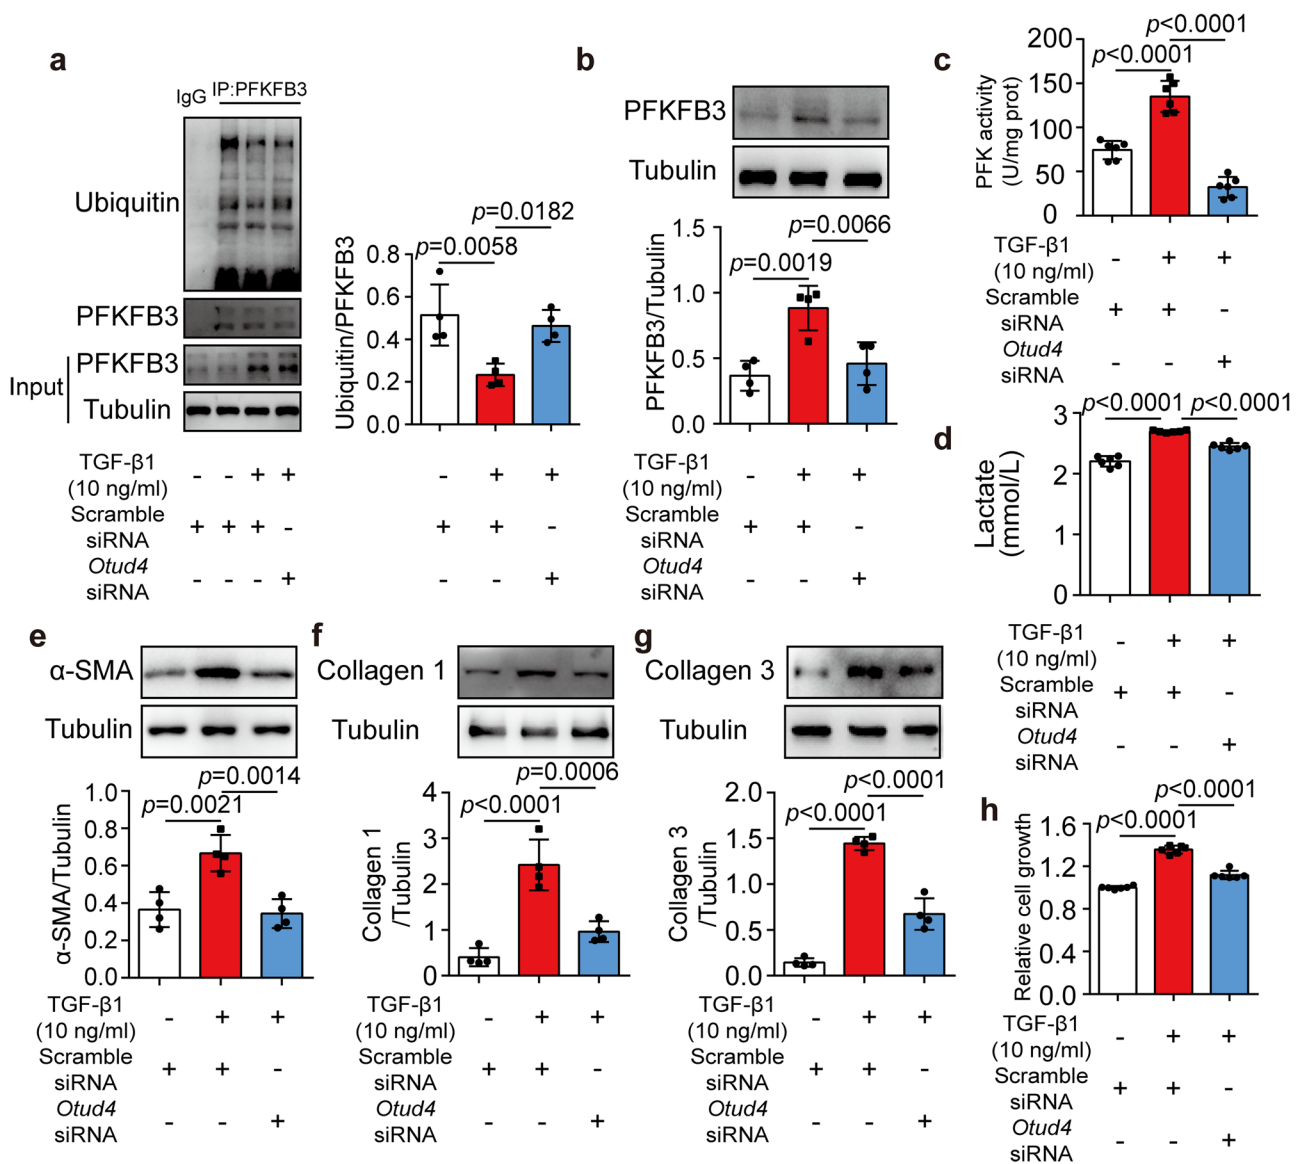 a
IgG IP:PFKFB3
Ubiquitin
PFKFB3
PFKFB3
Input
Tubulin
TGF-β1
(10 ng/ml)
- - + +
Scramble
siRNA
+ + + -
Otud4
siRNA
- - - +
p=0.0182
p=0.0058
Ubiquitin/PFKFB3
0.8
0.6
0.4
0.2
0.0
- + +
+ + -
- - +
b
PFKFB3
Tubulin
p=0.0066
p=0.0019
PFKFB3/Tubulin
1.5
1.0
0.5
0.0
TGF-β1
(10 ng/ml)
- + +
Scramble
siRNA
+ + -
Otud4
siRNA
- - +
c
p<0.0001
p<0.0001
PFK activity
(U/mg prot)
200
150
100
50
0
TGF-β1
(10 ng/ml)
- + +
Scramble
siRNA
+ + -
Otud4
siRNA
- - +
d
p<0.0001 p<0.0001
Lactate
(mmol/L)
3
2
1
0
TGF-β1
(10 ng/ml)
- + +
Scramble
siRNA
+ + -
Otud4
siRNA
- - +
e
α-SMA
Tubulin
p=0.0014
p=0.0021
α-SMA/Tubulin
1.0
0.8
0.6
0.4
0.2
0.0
TGF-β1
(10 ng/ml)
- + +
Scramble
siRNA
+ + -
Otud4
siRNA
- - +
f
Collagen 1
Tubulin
p=0.0006
p<0.0001
Collagen 1
/Tubulin
4
3
2
1
0
TGF-β1
(10 ng/ml)
- + +
Scramble
siRNA
+ + -
Otud4
siRNA
- - +
g
Collagen 3
Tubulin
p<0.0001
p<0.0001
Collagen 3
/Tubulin
2.0
1.5
1.0
0.5
0.0
TGF-β1
(10 ng/ml)
- + +
Scramble
siRNA
+ + -
Otud4
siRNA
- - +
h
p<0.0001
p<0.0001
Relative cell growth
1.6
1.2
0.8
0.4
0.0
TGF-β1
(10 ng/ml)
- + +
Scramble
siRNA
+ + -
Otud4
siRNA
- - +